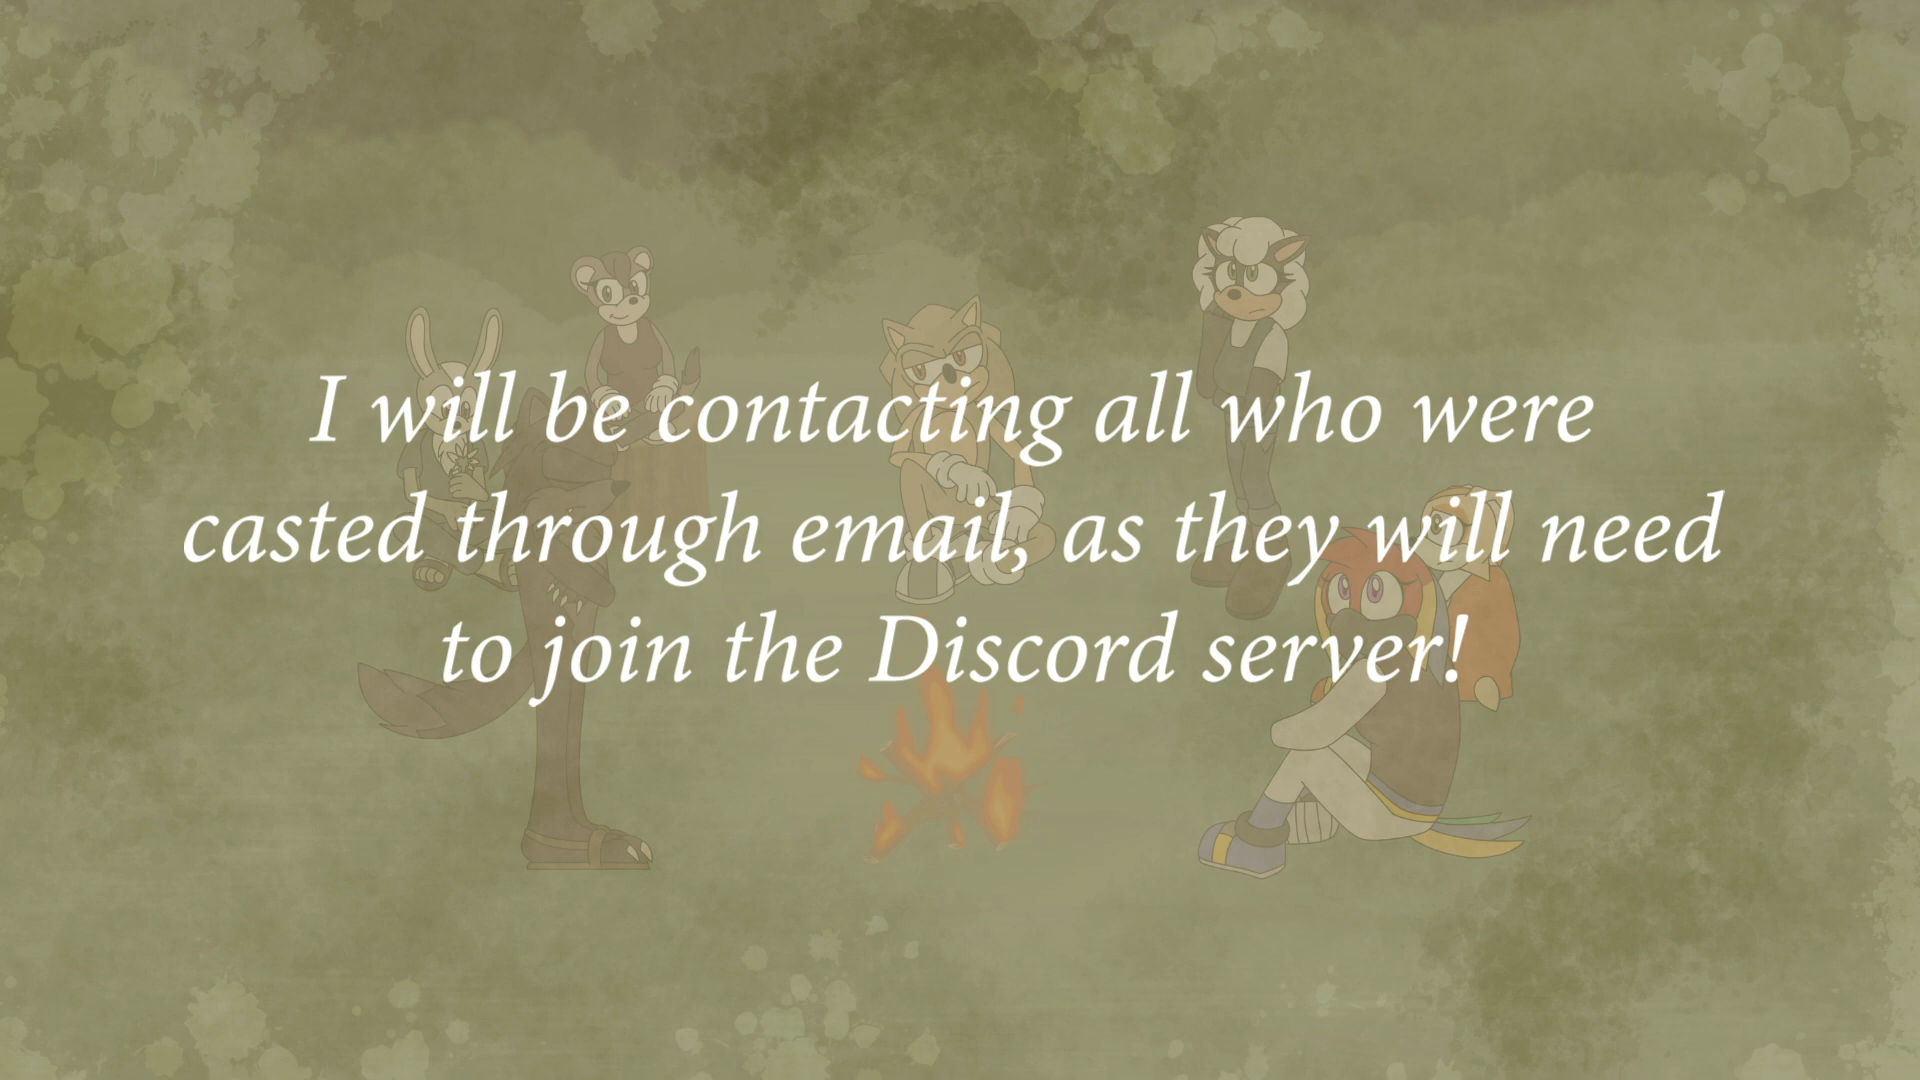 I will be contacting all who were
casted through email, as they will need
to join the Discord server!